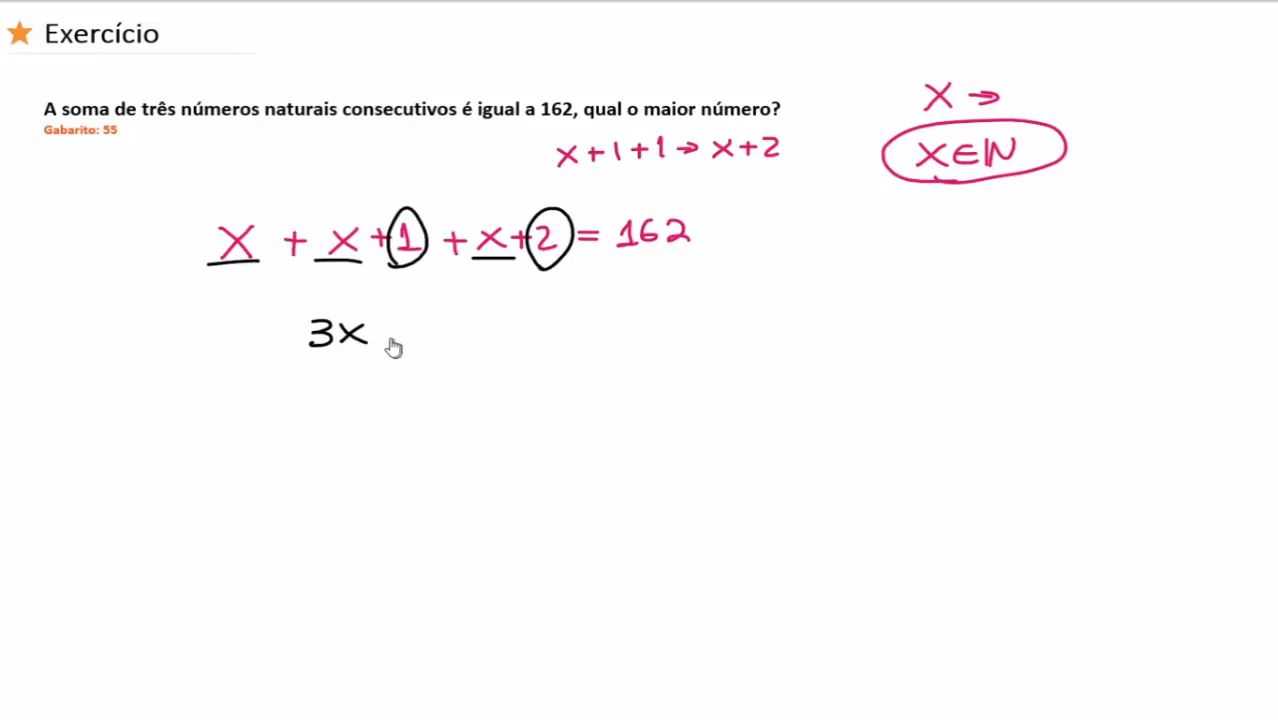 Exercício
A soma de três números naturais consecutivos é igual a 162, qual o maior número?
Gabarito: 55
x →
x+1+1→ x+2
x∈ℕ
x + x+1 + x+2 = 162
3x